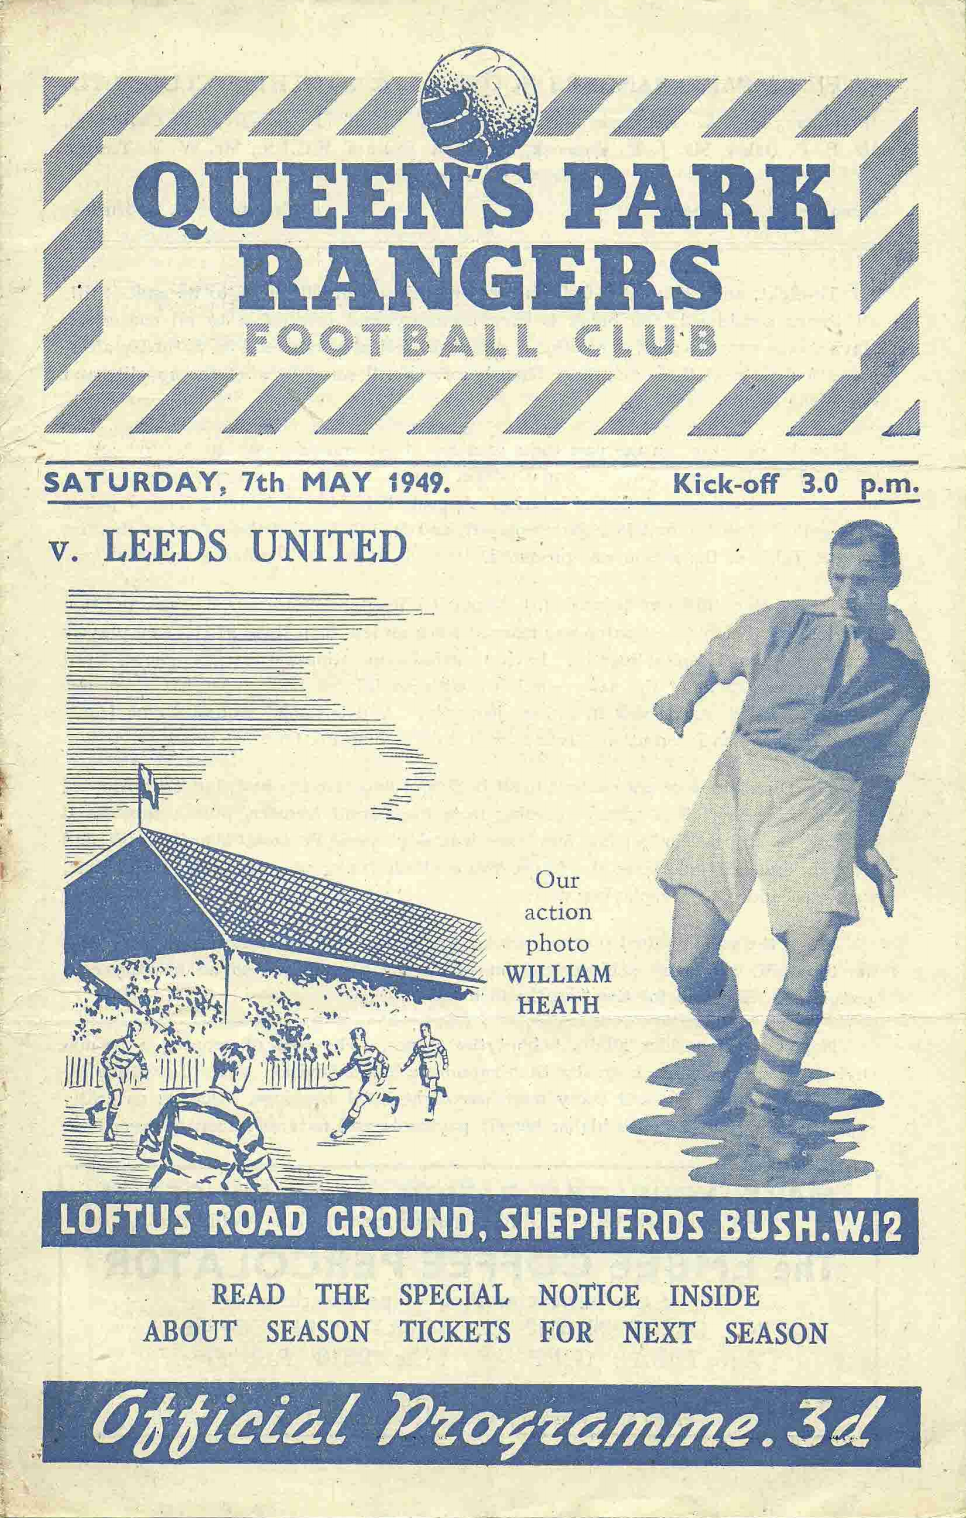 QUEEN'S PARK
RANGERS
FOOTBALL CLUB
SATURDAY, 7th MAY 1949. Kick-off 3.0 p.m.
v. LEEDS UNITED
Our
action
photo
WILLIAM
HEATH
LOFTUS ROAD GROUND, SHEPHERDS BUSH. W.12
READ THE SPECIAL NOTICE INSIDE
ABOUT SEASON TICKETS FOR NEXT SEASON
Official Programme. 3d